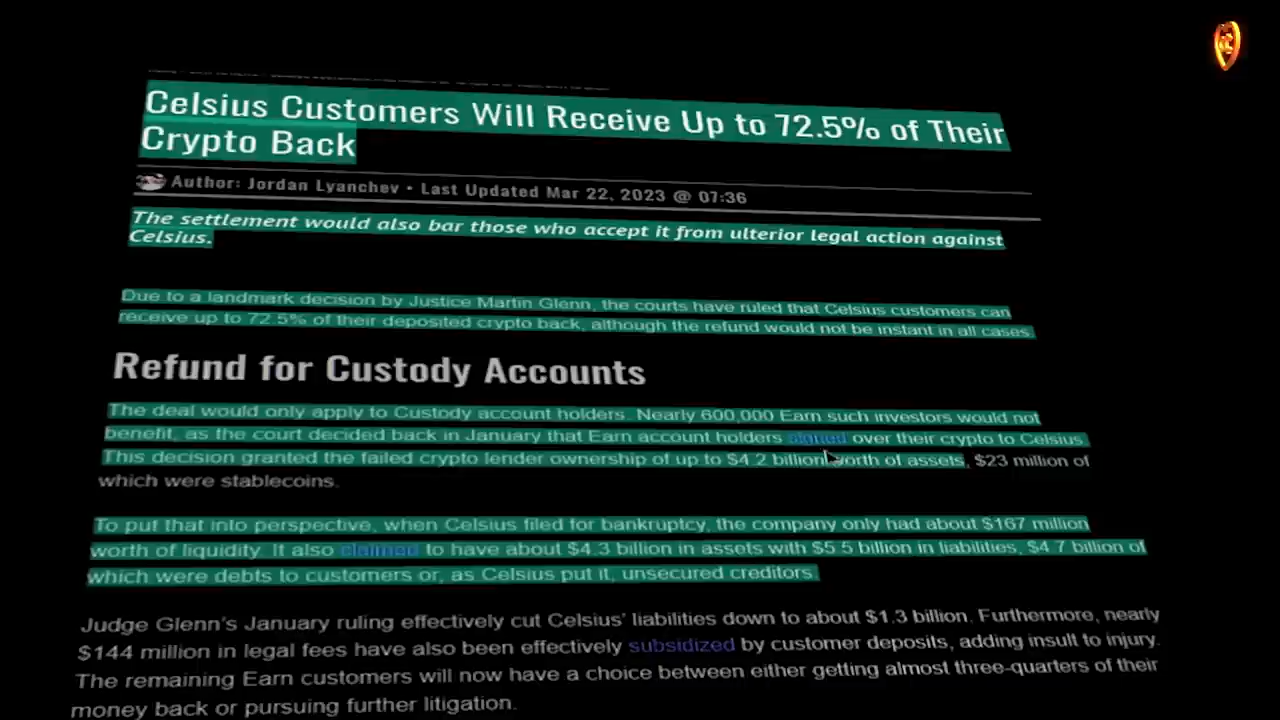 Celsius Customers Will Receive Up to 72.5% of Their
Crypto Back
Author: Jordan Lyanchev • Last Updated Mar 22, 2023 @ 07:36
The settlement would also bar those who accept it from ulterior legal action against
Celsius.
Due to a landmark decision by Justice Martin Glenn, the courts have ruled that Celsius customers can
receive up to 72.5% of their deposited crypto back, although the refund would not be instant in all cases.
Refund for Custody Accounts
The deal would only apply to Custody account holders. Nearly 600,000 Earn such investors would not
benefit, as the court decided back in January that Earn account holders signed over their crypto to Celsius.
This decision granted the failed crypto lender ownership of up to $4.2 billion worth of assets, $23 million of
which were stablecoins.
To put that into perspective, when Celsius filed for bankruptcy, the company only had about $167 million
worth of liquidity. It also claimed to have about $4.3 billion in assets with $5.5 billion in liabilities, $4.7 billion of
which were debts to customers or, as Celsius put it, unsecured creditors.
Judge Glenn's January ruling effectively cut Celsius' liabilities down to about $1.3 billion. Furthermore, nearly
$144 million in legal fees have also been effectively subsidized by customer deposits, adding insult to injury.
The remaining Earn customers will now have a choice between either getting almost three-quarters of their
money back or pursuing further litigation.